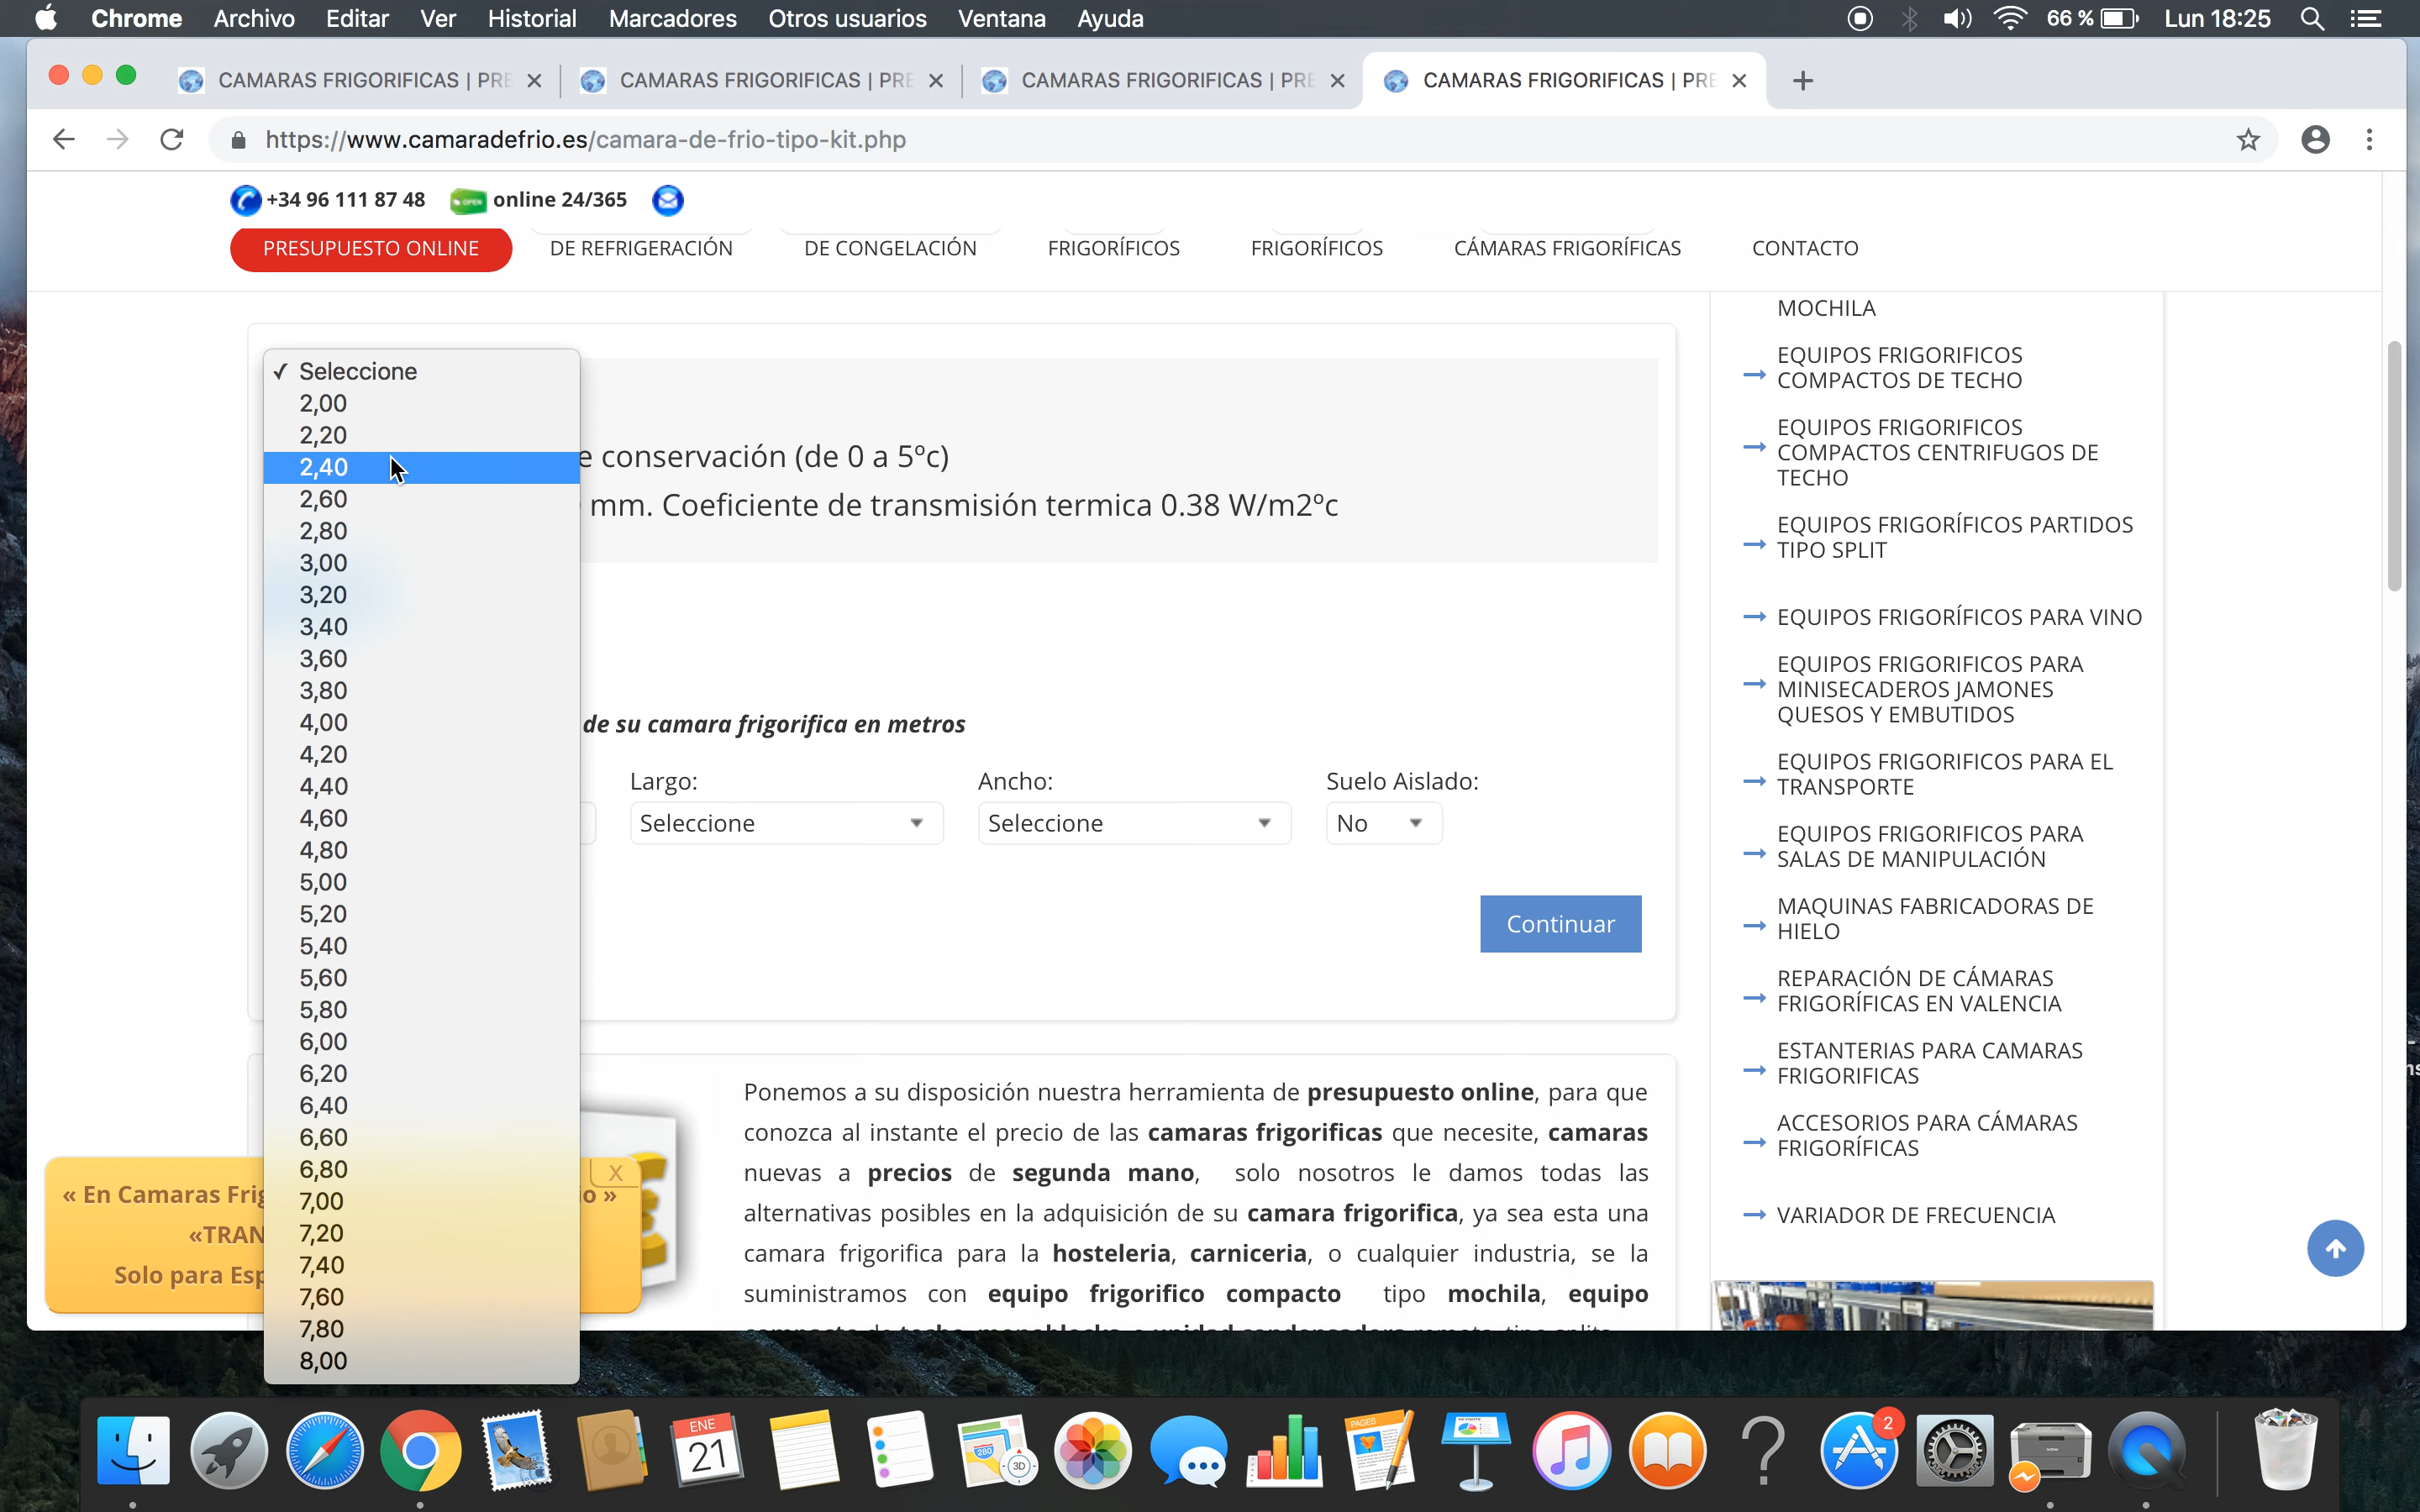 Chrome Archivo Editar Ver Historial Marcadores Otros usuarios Ventana Ayuda 66 % Lun 18:25
CAMARAS FRIGORIFICAS | PRE CAMARAS FRIGORIFICAS | PRE CAMARAS FRIGORIFICAS | PRE CAMARAS FRIGORIFICAS | PRE
https://www.camaradefrio.es/camara-de-frio-tipo-kit.php
+34 96 111 87 48 OPEN online 24/365
PRESUPUESTO ONLINE DE REFRIGERACIÓN DE CONGELACIÓN FRIGORÍFICOS FRIGORÍFICOS CÁMARAS FRIGORÍFICAS CONTACTO
✓ Seleccione
2,00
2,20
2,40
2,60
2,80
3,00
3,20
3,40
3,60
3,80
4,00
4,20
4,40
4,60
4,80
5,00
5,20
5,40
5,60
5,80
6,00
6,20
6,40
6,60
6,80
7,00
7,20
7,40
7,60
7,80
8,00
e conservación (de 0 a 5ºc)
mm. Coeficiente de transmisión termica 0.38 W/m2ºc
de su camara frigorifica en metros
Largo: Ancho: Suelo Aislado:
Seleccione Seleccione No
Continuar
Ponemos a su disposición nuestra herramienta de presupuesto online, para que
conozca al instante el precio de las camaras frigorificas que necesite, camaras
nuevas a precios de segunda mano, solo nosotros le damos todas las
alternativas posibles en la adquisición de su camara frigorifica, ya sea esta una
camara frigorifica para la hosteleria, carniceria, o cualquier industria, se la
suministramos con equipo frigorifico compacto tipo mochila, equipo
compacto de techo, monoblocks, o unidad condensadora remota, tipo splits
« En Camaras Frig io »
X
«TRAN
Solo para Esp
MOCHILA
EQUIPOS FRIGORIFICOS
COMPACTOS DE TECHO
EQUIPOS FRIGORIFICOS
COMPACTOS CENTRIFUGOS DE
TECHO
EQUIPOS FRIGORÍFICOS PARTIDOS
TIPO SPLIT
EQUIPOS FRIGORÍFICOS PARA VINO
EQUIPOS FRIGORIFICOS PARA
MINISECADEROS JAMONES
QUESOS Y EMBUTIDOS
EQUIPOS FRIGORIFICOS PARA EL
TRANSPORTE
EQUIPOS FRIGORIFICOS PARA
SALAS DE MANIPULACIÓN
MAQUINAS FABRICADORAS DE
HIELO
REPARACIÓN DE CÁMARAS
FRIGORÍFICAS EN VALENCIA
ESTANTERIAS PARA CAMARAS
FRIGORIFICAS
ACCESORIOS PARA CÁMARAS
FRIGORÍFICAS
VARIADOR DE FRECUENCIA
ENE
21
280
3D
PAGES
2